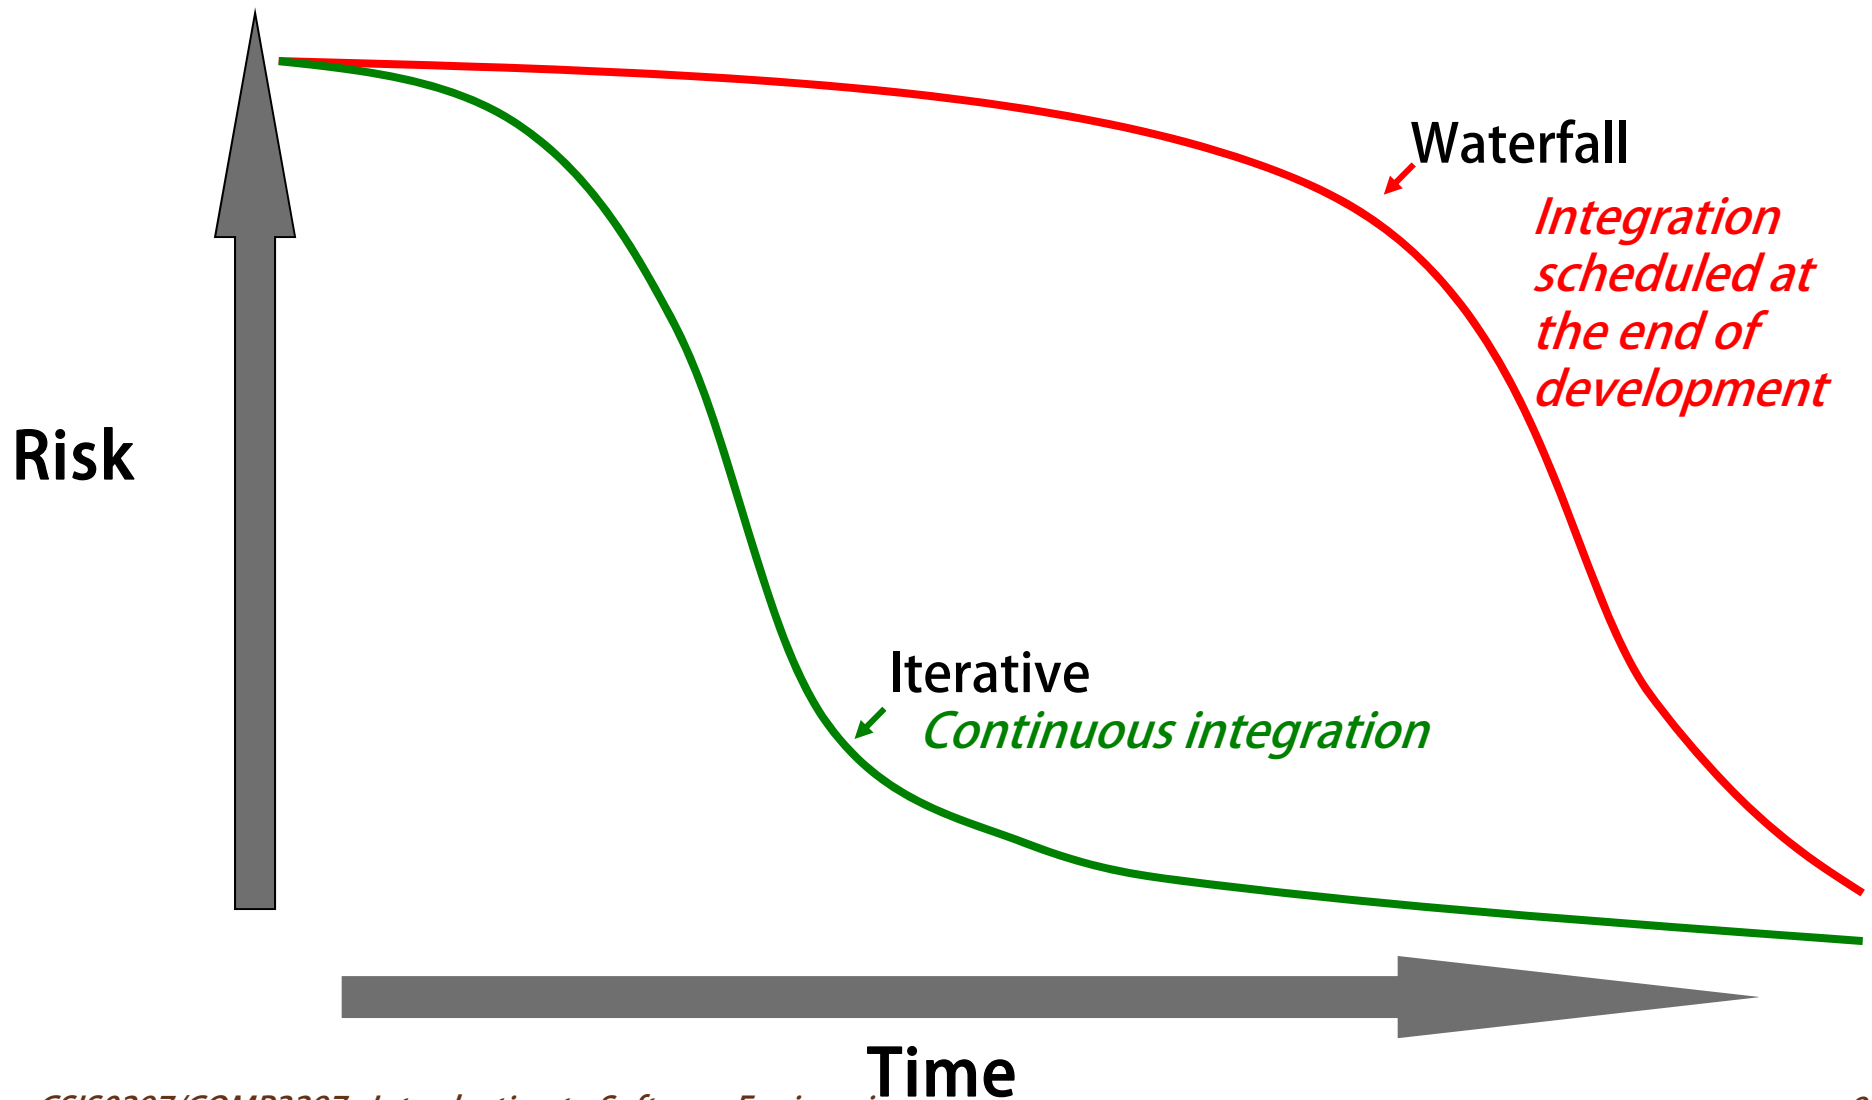 Waterfall
Integration
scheduled at
the end of
development
Risk
Iterative
Continuous integration
Time